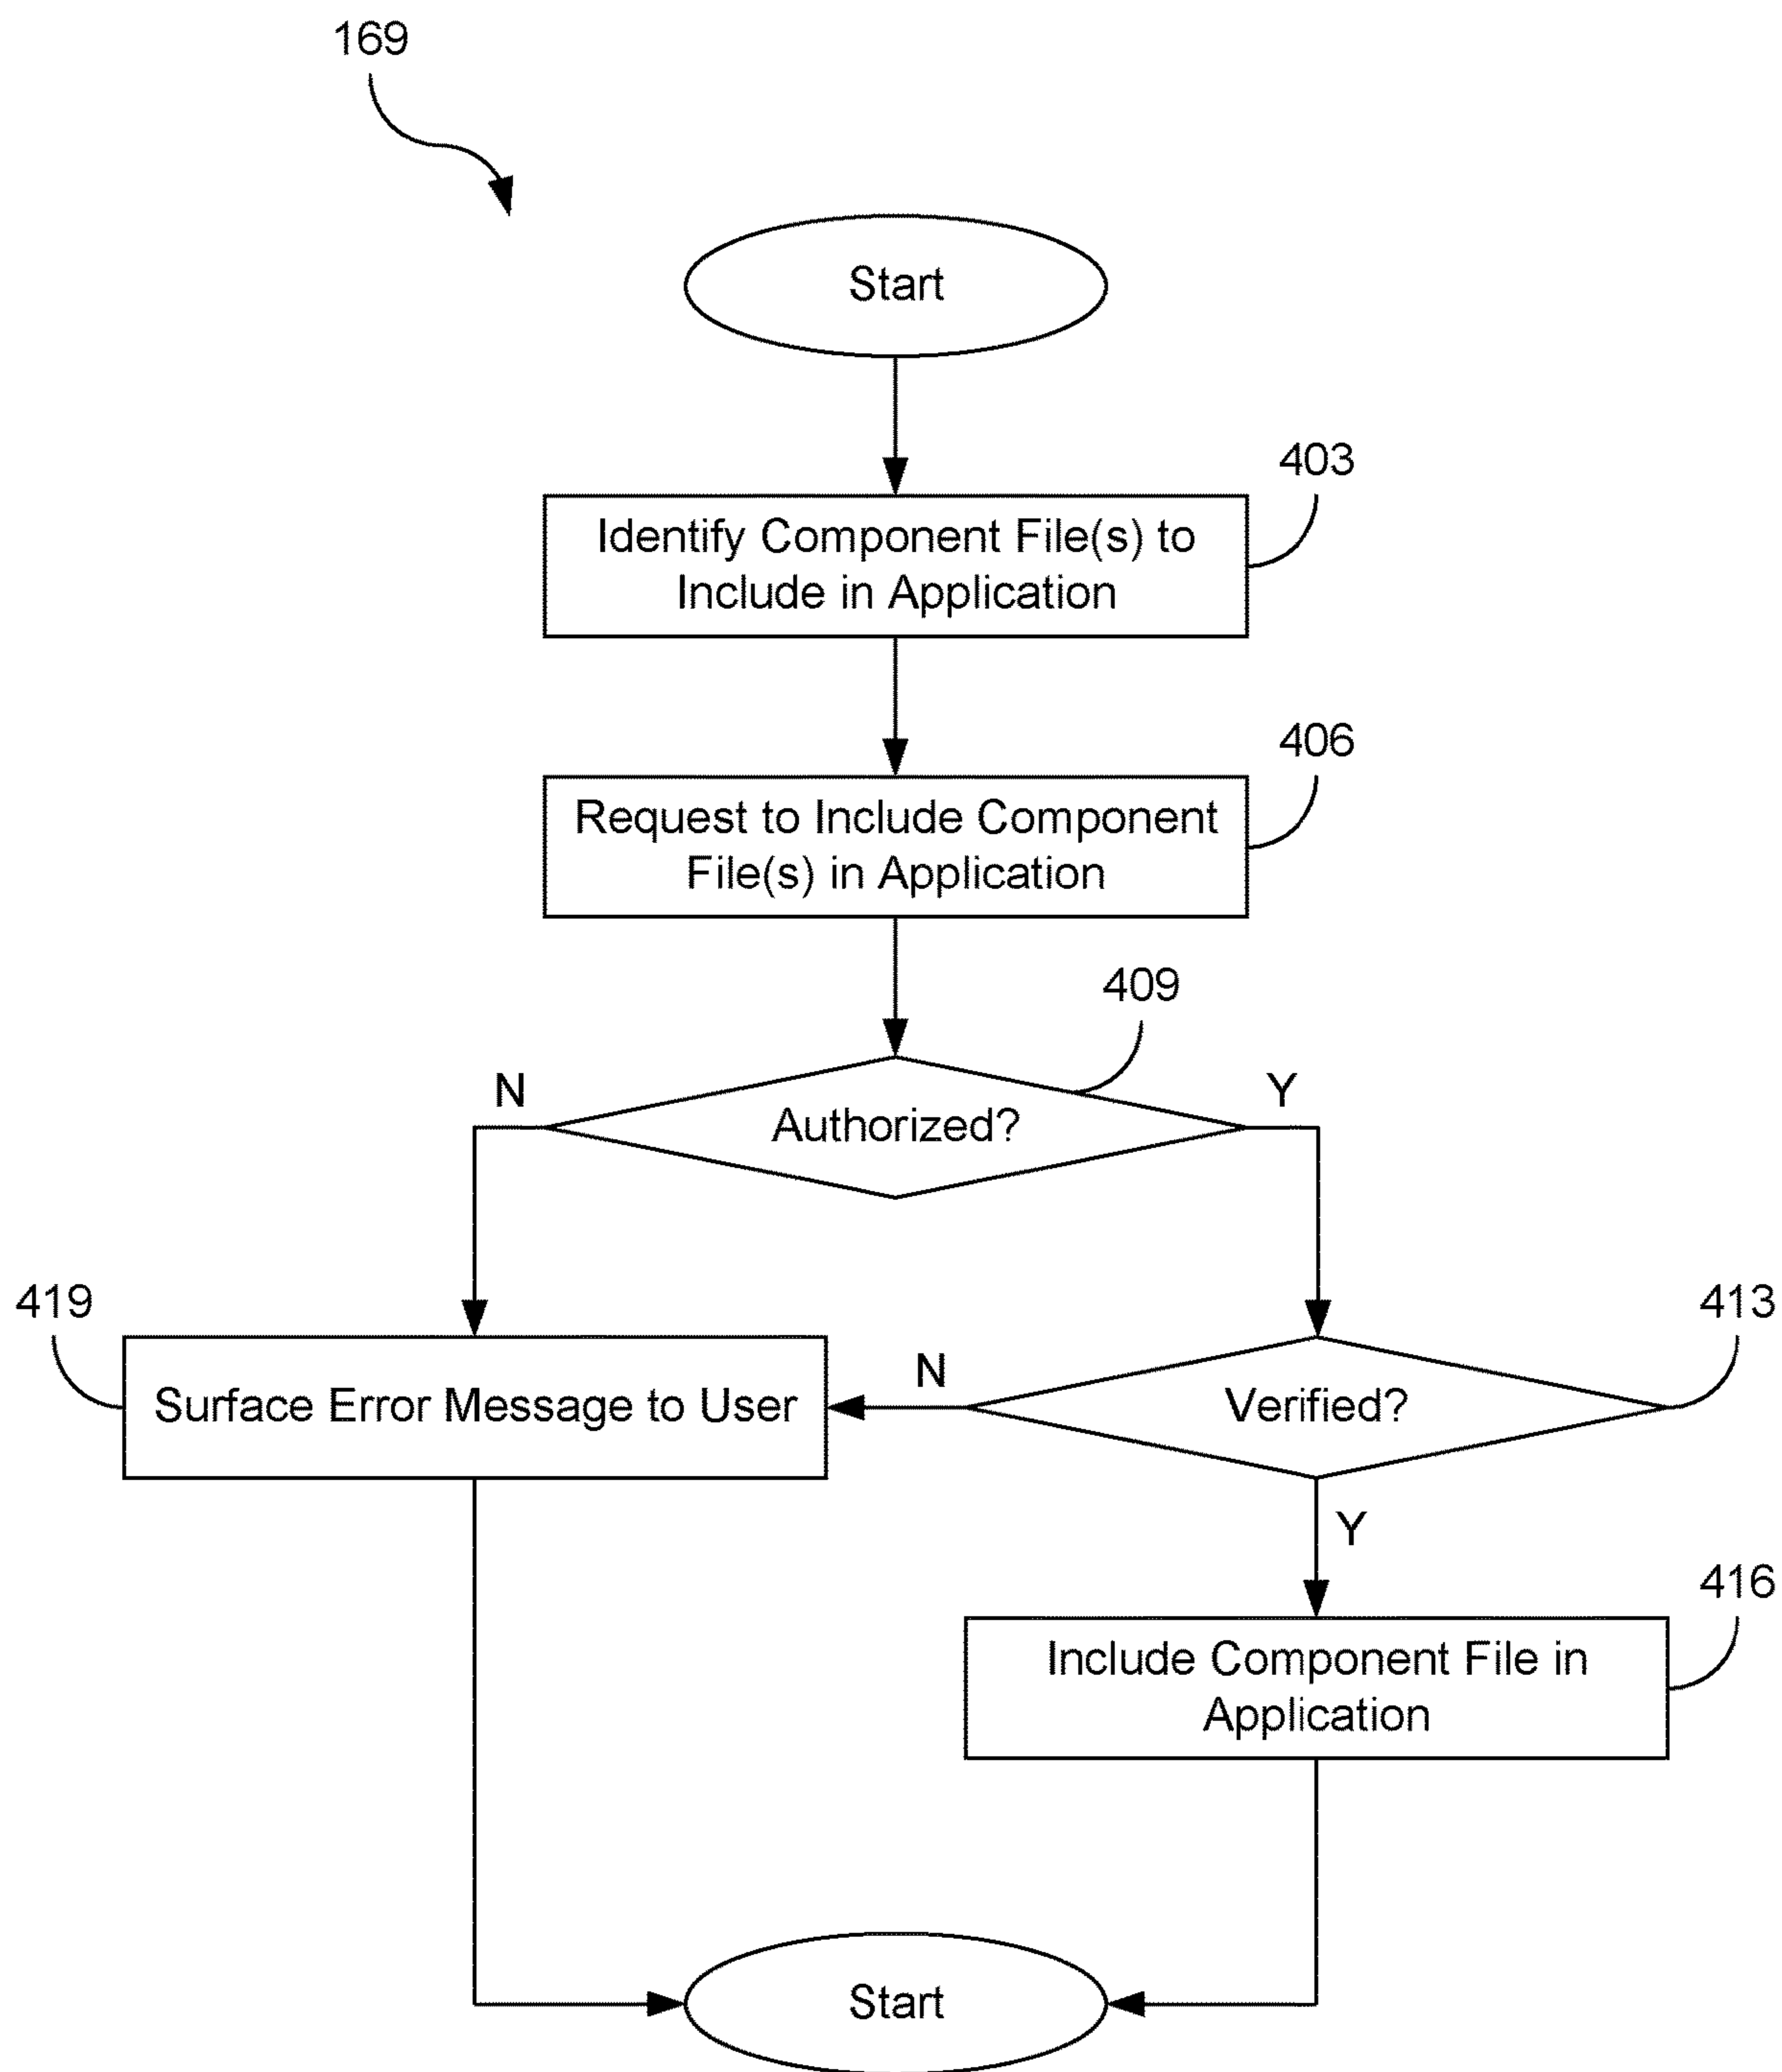 169
Start
403
Identify Component File(s) to
Include in Application
406
Request to Include Component
File(s) in Application
409
N
Y
Authorized?
419
413
Surface Error Message to User
N
Verified?
Y
416
Include Component File in
Application
Start